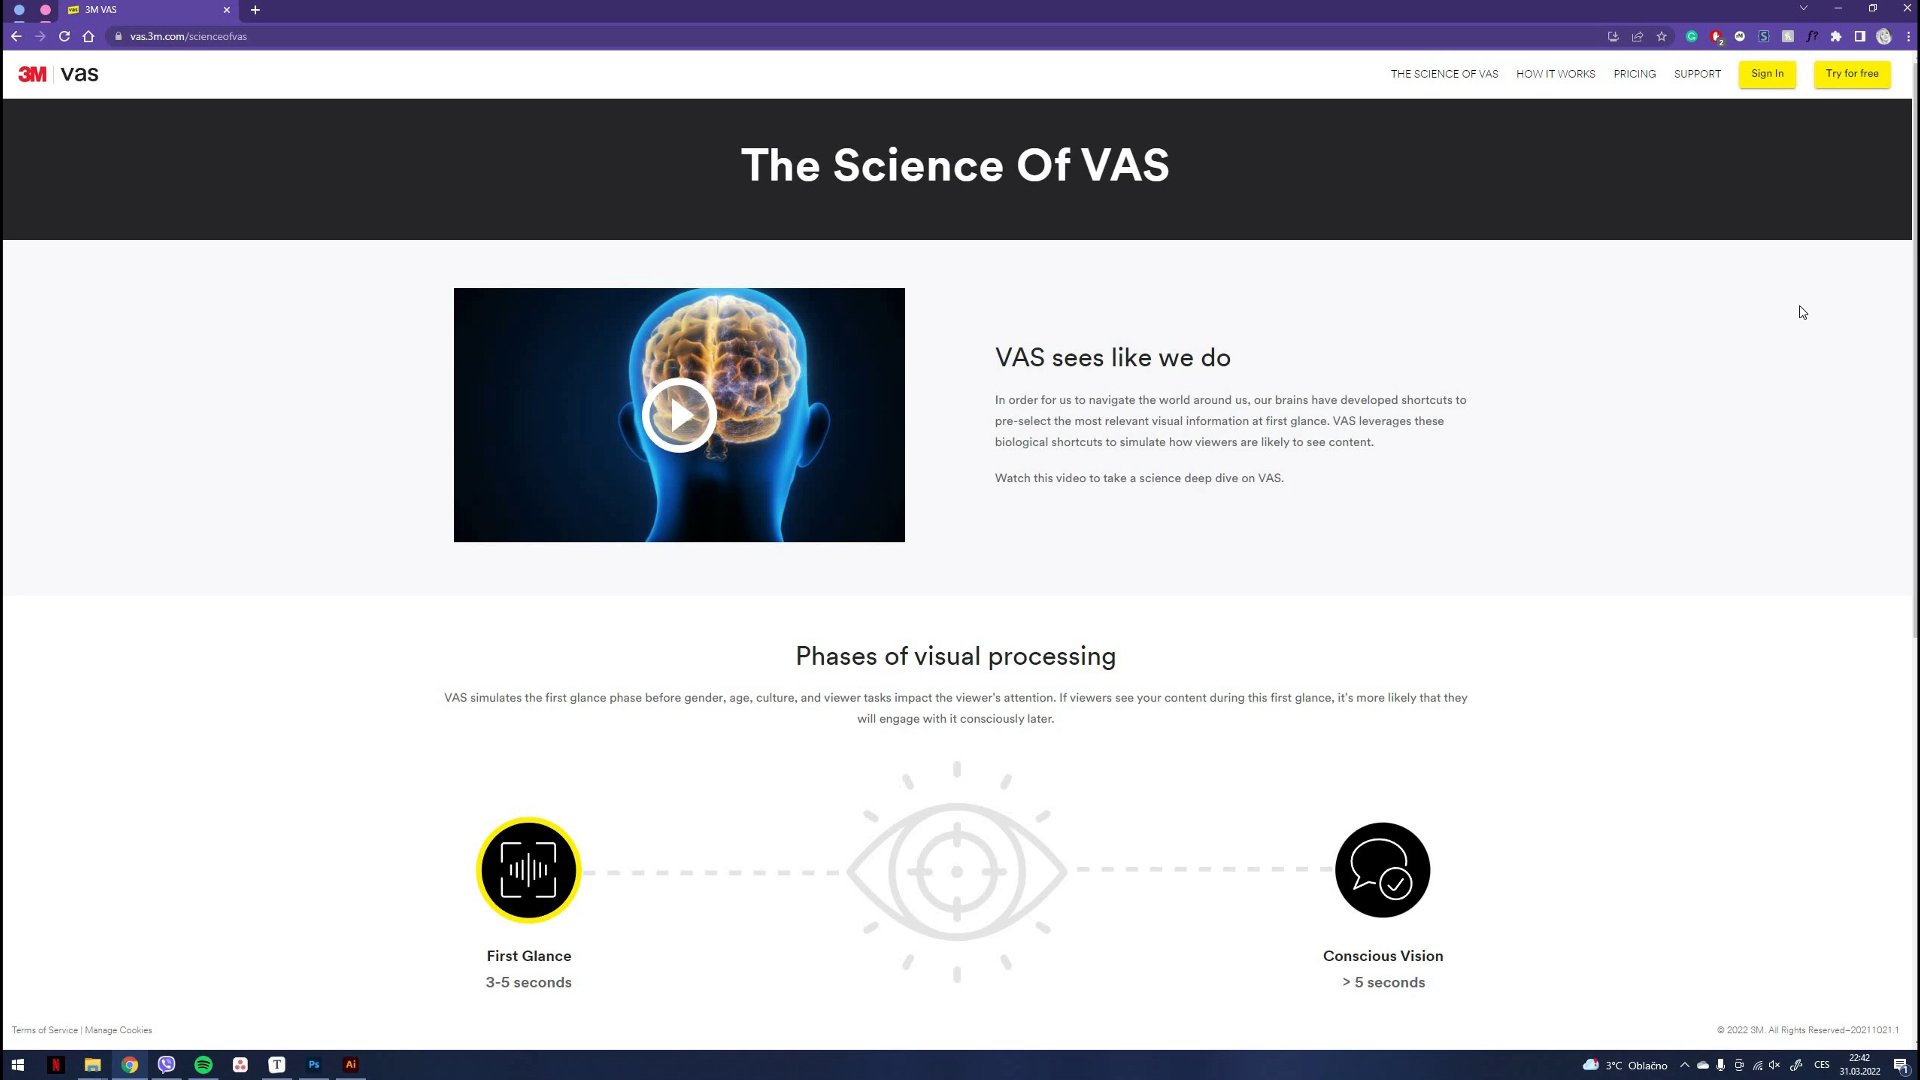 3M VAS
vas.3m.com/scienceofvas
2
3M | vas
THE SCIENCE OF VAS
HOW IT WORKS
PRICING
SUPPORT
Sign In
Try for free
The Science Of VAS
VAS sees like we do
In order for us to navigate the world around us, our brains have developed shortcuts to
pre-select the most relevant visual information at first glance. VAS leverages these
biological shortcuts to simulate how viewers are likely to see content.
Watch this video to take a science deep dive on VAS.
Phases of visual processing
VAS simulates the first glance phase before gender, age, culture, and viewer tasks impact the viewer's attention. If viewers see your content during this first glance, it's more likely that they
will engage with it consciously later.
First Glance
3-5 seconds
Conscious Vision
> 5 seconds
Terms of Service | Manage Cookies
© 2022 3M. All Rights Reserved-20211021.1
N
T
Ps
Ai
3°C Oblačno
CES
22:42
31.03.2022
1